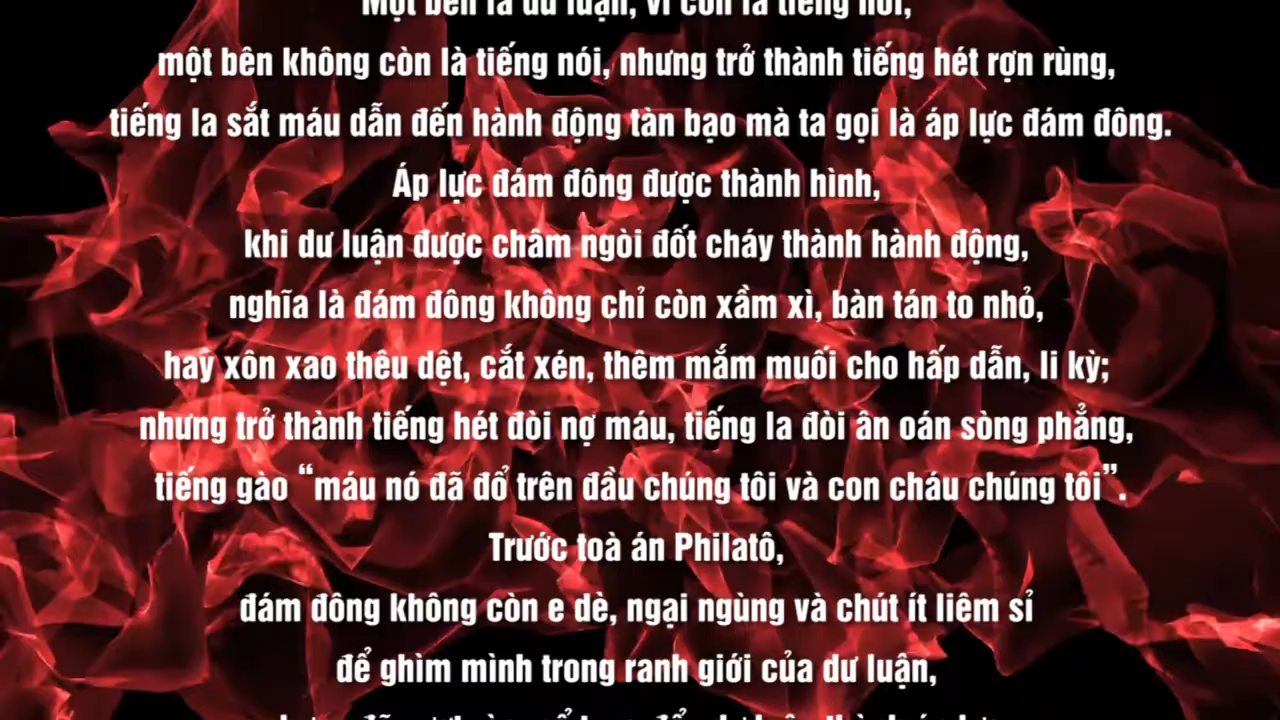 Một bên là dư luận, vì còn là tiếng nói,
một bên không còn là tiếng nói, nhưng trở thành tiếng hét rợn rùng,
tiếng la sắt máu dẫn đến hành động tàn bạo mà ta gọi là áp lực đám đông.
Áp lực đám đông được thành hình,
khi dư luận được châm ngòi đốt cháy thành hành động,
nghĩa là đám đông không chỉ còn xầm xì, bàn tán to nhỏ,
hay xôn xao thêu dệt, cắt xén, thêm mắm muối cho hấp dẫn, li kỳ;
nhưng trở thành tiếng hét đòi nợ máu, tiếng la đòi ân oán sòng phẳng,
tiếng gào “máu nó đã đổ trên đầu chúng tôi và con cháu chúng tôi”.
Trước toà án Philatô,
đám đông không còn e dè, ngại ngùng và chút ít liêm sỉ
để ghìm mình trong ranh giới của dư luận,